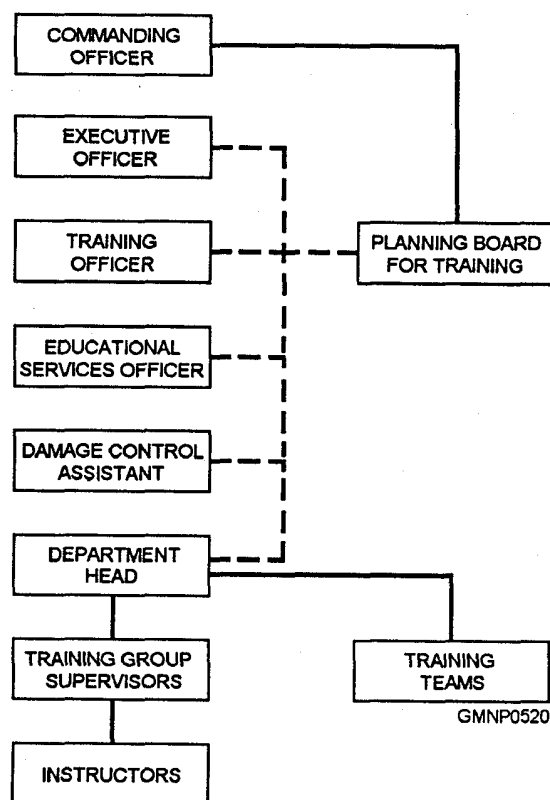 COMMANDING
OFFICER
EXECUTIVE
OFFICER
TRAINING
OFFICER
PLANNING BOARD
FOR TRAINING
EDUCATIONAL
SERVICES OFFICER
DAMAGE CONTROL
ASSISTANT
DEPARTMENT
HEAD
TRAINING GROUP
SUPERVISORS
TRAINING
TEAMS
GMNP0520
INSTRUCTORS